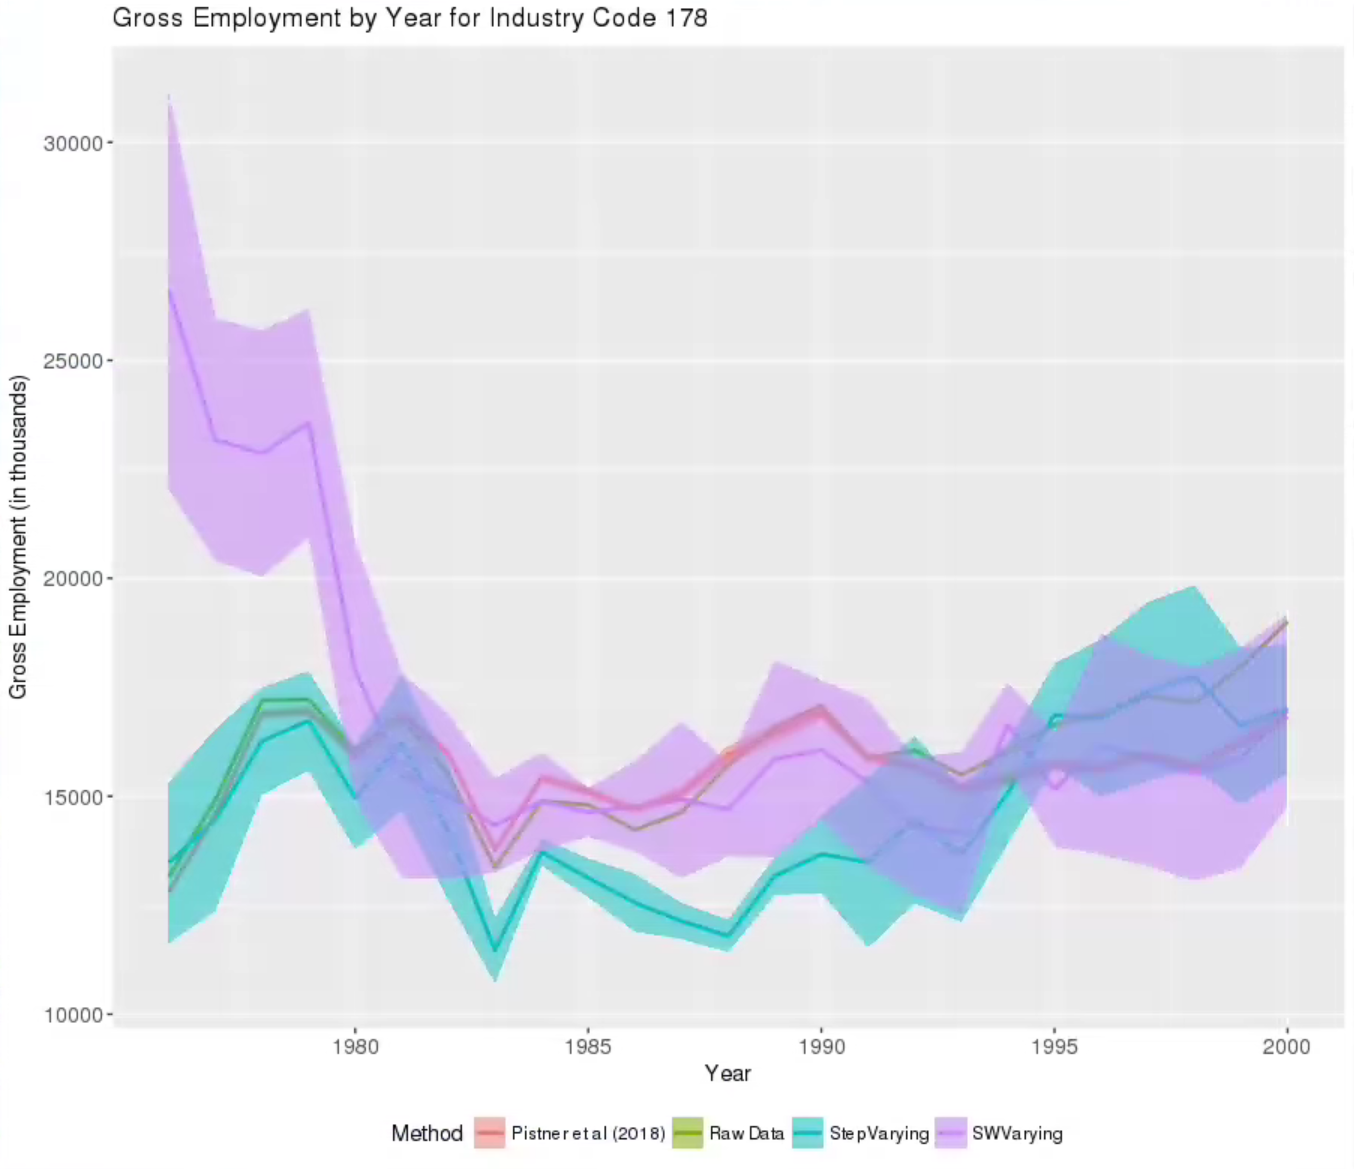 Gross Employment by Year for Industry Code 178
30000
25000
20000
15000
10000
Gross Employment (in thousands)
1980 1985 1990 1995 2000
Year
Method Pistner et al (2018) Raw Data StepVarying SWVarying